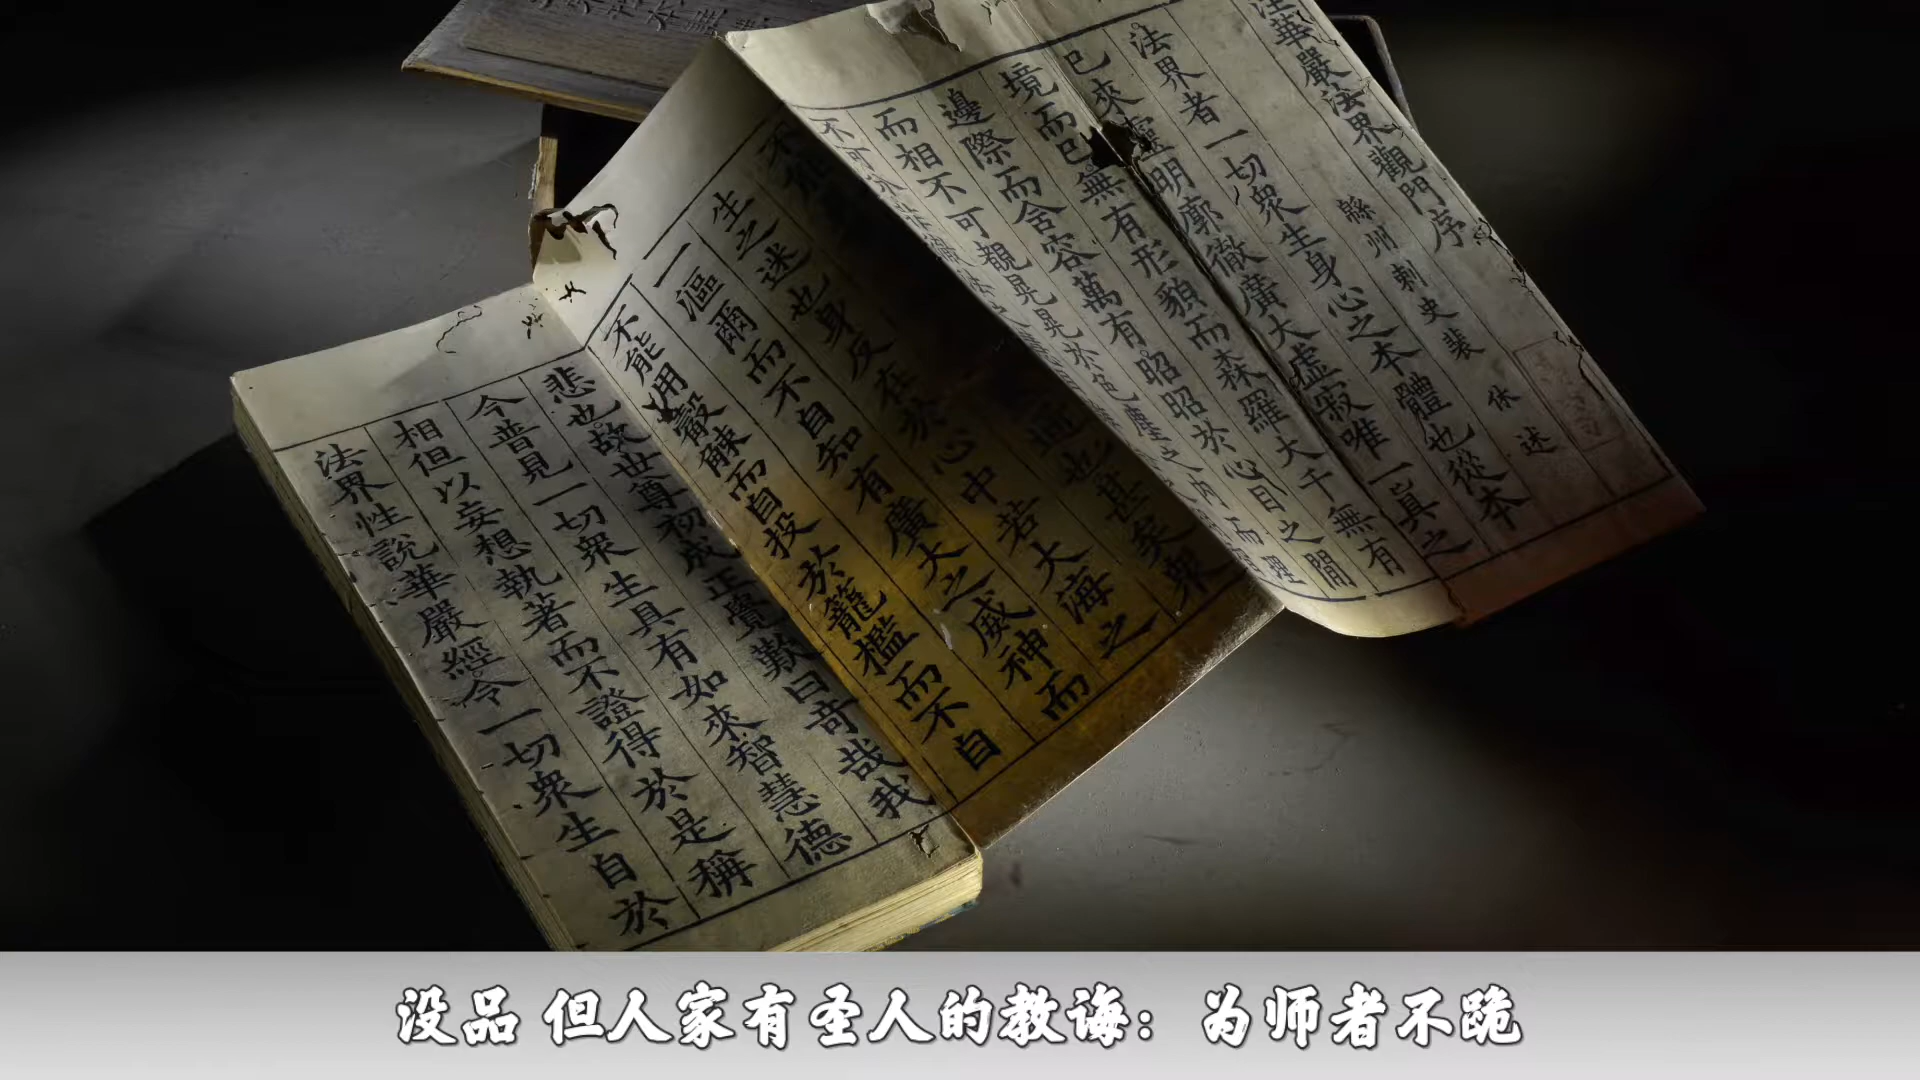 注華嚴法界觀門序
緜州刺史裴休述
法界者一切衆生身心之本體也從本
已來靈明廓徹廣大虛寂唯一真之
境而已無有形貌而森羅大千無有
邊際而含容萬有昭昭於心目之間
而相不可覩晃晃於色塵之內而理
生之迷也身反在於心中若大海之
一漚爾而不自知有廣大之威神而
不能用觳觫而自投於籠檻而不自
悲也故世尊初成正覺歎曰奇哉我
今普見一切衆生具有如來智慧德
相但以妄想執著而不證得於是稱
法界性說華嚴經令一切衆生自於
没品 但人家有圣人的教诲：为师者不跪